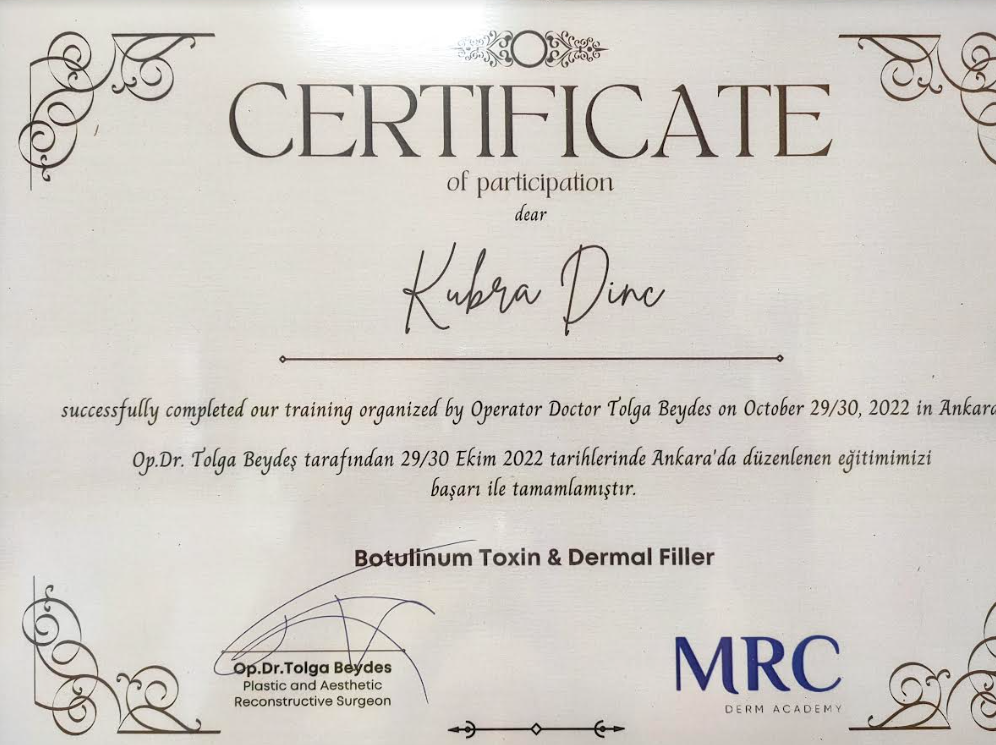 CERTIFICATE
of participation
dear
Kubra Dinc
successfully completed our training organized by Operator Doctor Tolga Beydes on October 29/30, 2022 in Ankara
Op.Dr. Tolga Beydeş tarafından 29/30 Ekim 2022 tarihlerinde Ankara'da düzenlenen eğitimimizi
başarı ile tamamlamıştır.
Botulinum Toxin & Dermal Filler
Op.Dr.Tolga Beydes
Plastic and Aesthetic
Reconstructive Surgeon
MRC
DERM ACADEMY